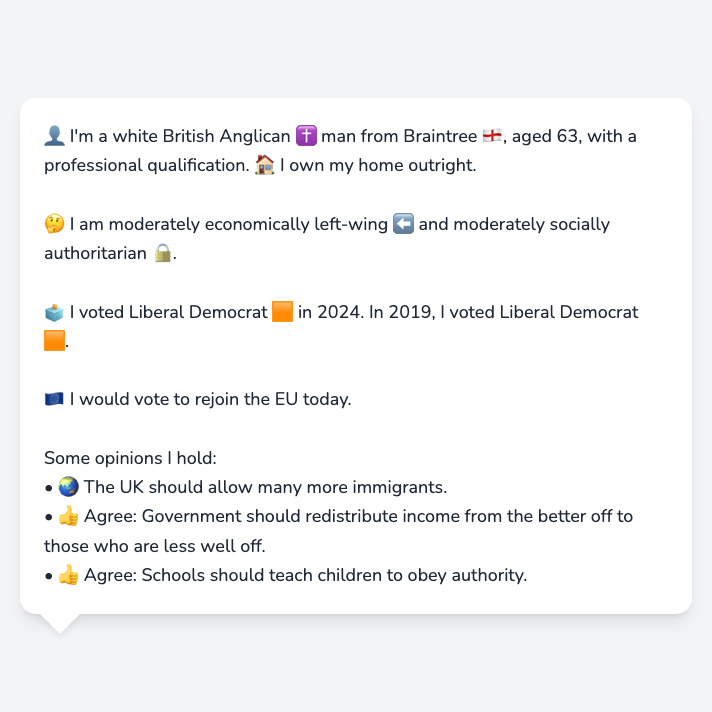 👤 I'm a white British Anglican ✝️ man from Braintree 🏴󠁧󠁢󠁥󠁮󠁧󠁿, aged 63, with a
professional qualification. 🏠 I own my home outright.
🤔 I am moderately economically left-wing ⬅️ and moderately socially
authoritarian 🔒.
🗳️ I voted Liberal Democrat 🟧 in 2024. In 2019, I voted Liberal Democrat
🟧.
🇪🇺 I would vote to rejoin the EU today.
Some opinions I hold:
• 🌏 The UK should allow many more immigrants.
• 👍 Agree: Government should redistribute income from the better off to
those who are less well off.
• 👍 Agree: Schools should teach children to obey authority.